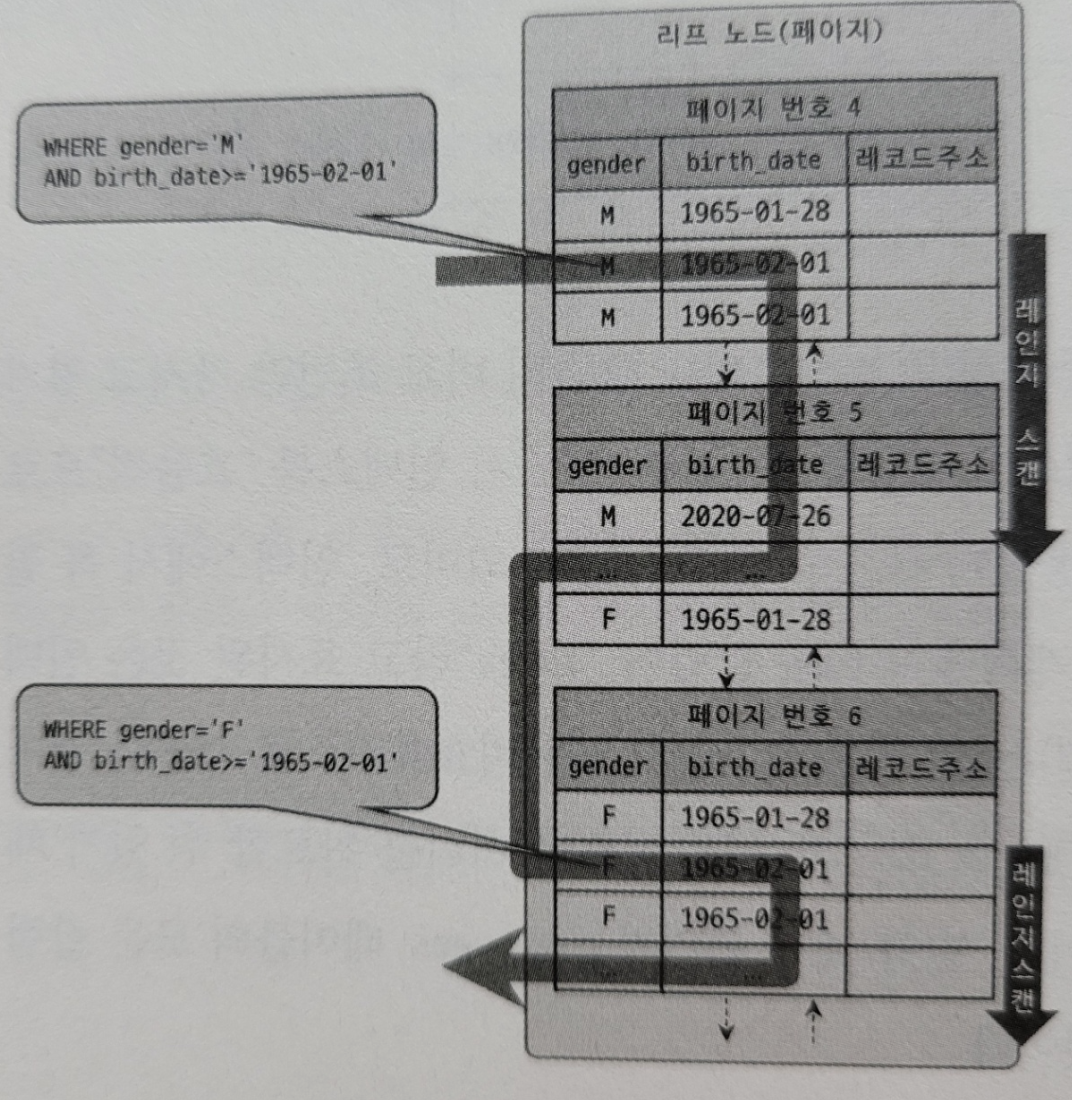 리프 노드(페이지)
WHERE gender='M'
AND birth_date>='1965-02-01'
페이지 번호 4
gender birth_date 레코드주소
M 1965-01-28
M 1965-02-01
M 1965-02-01
레인지 스캔
페이지 번호 5
gender birth_date 레코드주소
M 2020-07-26
... ...
F 1965-01-28
WHERE gender='F'
AND birth_date>='1965-02-01'
페이지 번호 6
gender birth_date 레코드주소
F 1965-01-28
F 1965-02-01
F 1965-02-01
... ...
레인지스캔